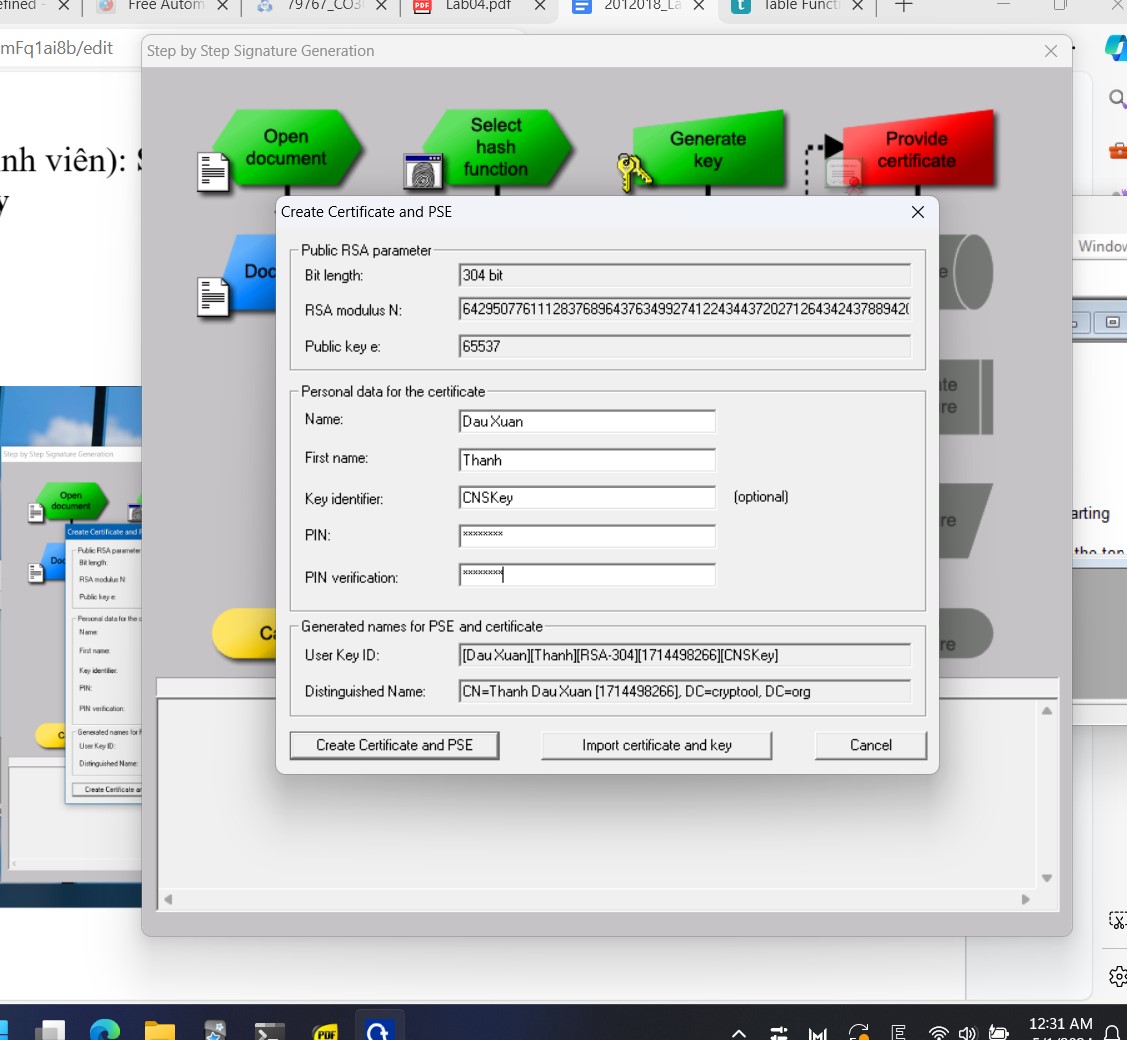 Free Autom
79767_CO3
Lab04.pdf
2012018_La
Table Functi
mFq1ai8b/edit
Step by Step Signature Generation
Open
document
Select
hash
function
Generate
key
Provide
certificate
nh viên):
Create Certificate and PSE
Public RSA parameter
Bit length: 304 bit
RSA modulus N:
Public key e: 65537
Personal data for the certificate
Name: Dau Xuan
First name: Thanh
Key identifier: CNSKey (optional)
PIN: ********
PIN verification: ********
Generated names for PSE and certificate
User Key ID: [Dau Xuan][Thanh][RSA-304][1714498266][CNSKey]
Distinguished Name: CN=Thanh Dau Xuan [1714498266], DC=cryptool, DC=org
Create Certificate and PSE Import certificate and key Cancel
Doc
Ca
Window
arting
Step by Step Signature Generation
Open
document
Create Certificate and
Public RSA parameter
Bit length:
RSA modulus N:
Public key e:
Personal data for the c
Name:
First name:
Key identifier:
PIN:
PIN verification:
Generated names for
User Key ID:
Distinguished Name:
Create Certificate
PDF
12:31 AM